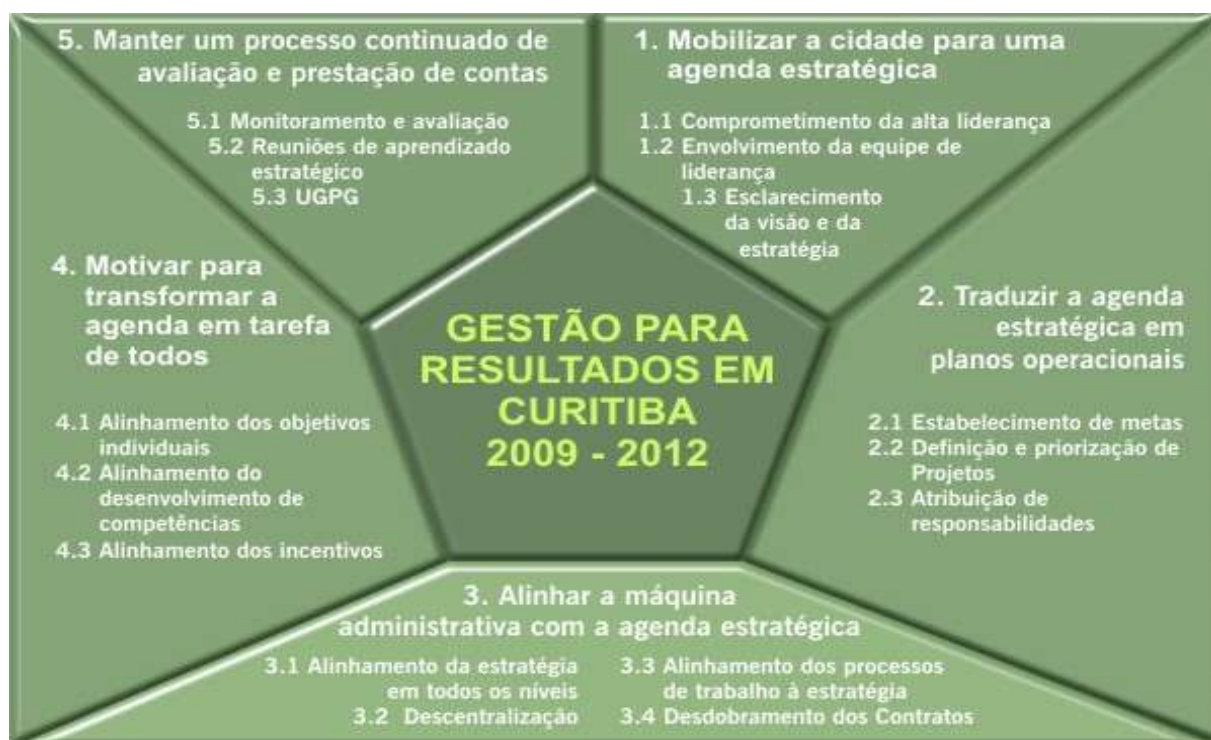 GESTÃO PARA
RESULTADOS EM
CURITIBA
2009 - 2012
1. Mobilizar a cidade para uma
agenda estratégica
1.1 Comprometimento da alta liderança
1.2 Envolvimento da equipe de
liderança
1.3 Esclarecimento
da visão e da
estratégia
2. Traduzir a agenda
estratégica em
planos operacionais
2.1 Estabelecimento de metas
2.2 Definição e priorização de
Projetos
2.3 Atribuição de
responsabilidades
3. Alinhar a máquina
administrativa com a agenda estratégica
3.1 Alinhamento da estratégia
em todos os níveis
3.2 Descentralização
3.3 Alinhamento dos processos
de trabalho à estratégia
3.4 Desdobramento dos Contratos
4. Motivar para
transformar a
agenda em tarefa
de todos
4.1 Alinhamento dos objetivos
individuais
4.2 Alinhamento do
desenvolvimento de
competências
4.3 Alinhamento dos incentivos
5. Manter um processo continuado de
avaliação e prestação de contas
5.1 Monitoramento e avaliação
5.2 Reuniões de aprendizado
estratégico
5.3 UGPG